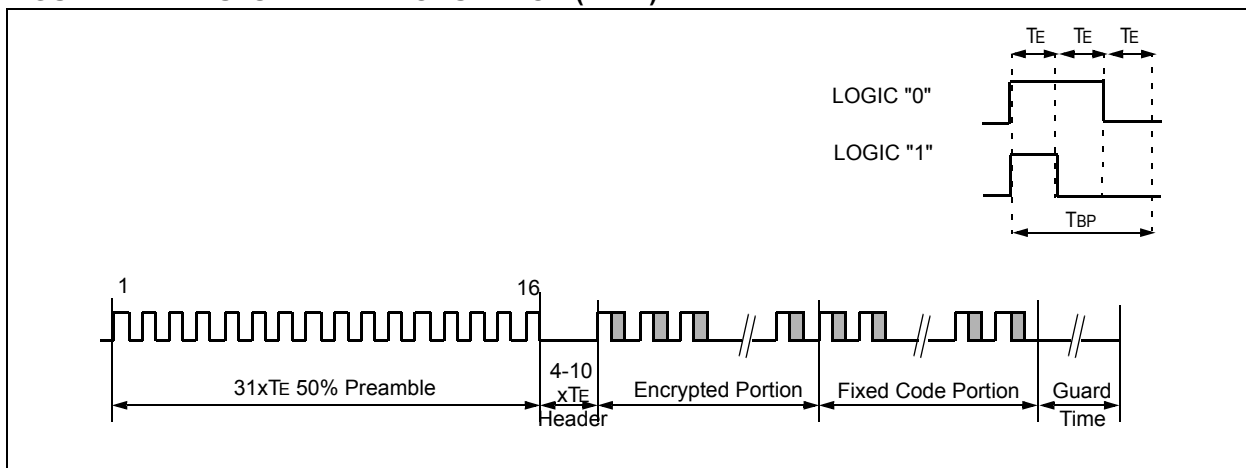 TE TE TE
LOGIC "0"
LOGIC "1"
TBP
1 16
31xTE 50% Preamble
4-10
xTE
Header
Encrypted Portion
Fixed Code Portion
Guard
Time